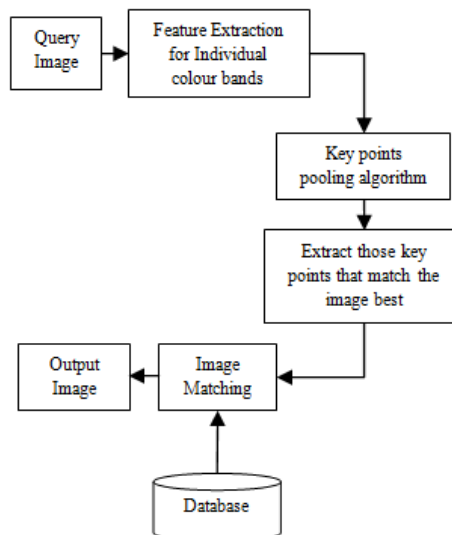 Query
Image
Feature Extraction
for Individual
colour bands
Key points
pooling algorithm
Extract those key
points that match the
image best
Output
Image
Image
Matching
Database